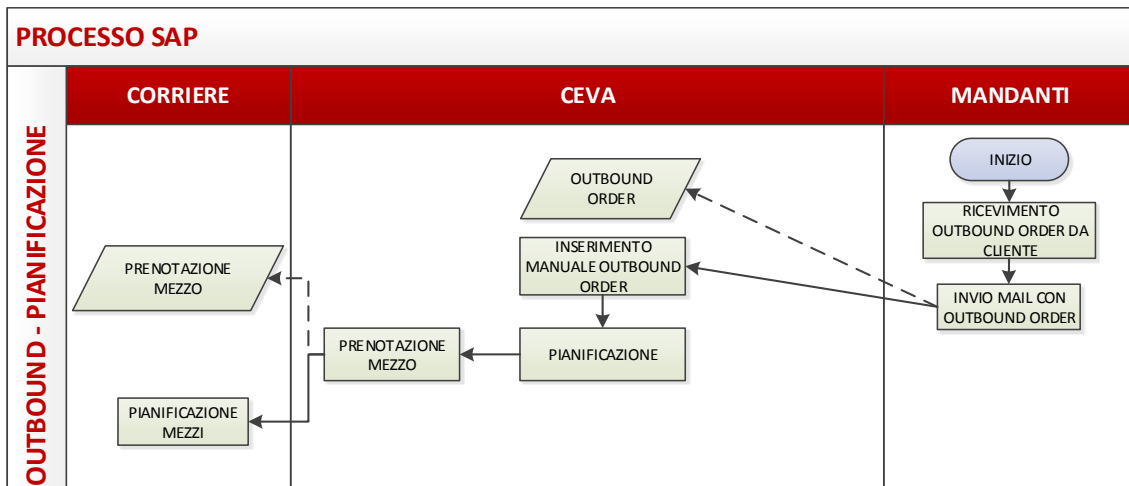 PROCESSO SAP
OUTBOUND - PIANIFICAZIONE
CORRIERE
CEVA
MANDANTI
INIZIO
OUTBOUND
ORDER
RICEVIMENTO
OUTBOUND ORDER DA
CLIENTE
PRENOTAZIONE
MEZZO
INSERIMENTO
MANUALE OUTBOUND
ORDER
INVIO MAIL CON
OUTBOUND ORDER
PRENOTAZIONE
MEZZO
PIANIFICAZIONE
PIANIFICAZIONE
MEZZI